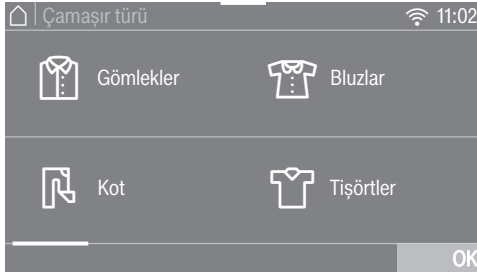 Çamaşır türü 11:02
Gömlekler Bluzlar
Kot Tişörtler
OK